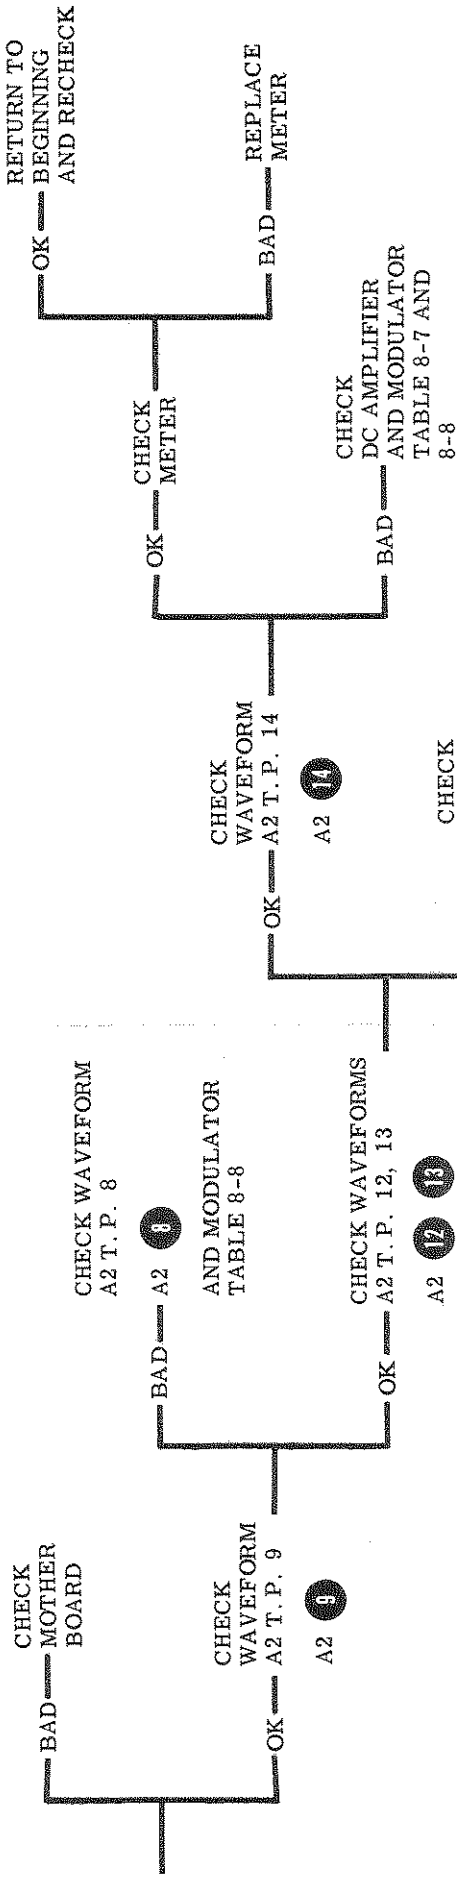 BAD
CHECK
MOTHER
BOARD
OK
CHECK
WAVEFORM
A2 T. P. 9
A2 9
BAD
CHECK WAVEFORM
A2 T. P. 8
A2 8
AND MODULATOR
TABLE 8-8
OK
CHECK WAVEFORMS
A2 T. P. 12, 13
A2 12 13
OK
CHECK
WAVEFORM
A2 T. P. 14
A2 14
CHECK
OK
CHECK
METER
BAD
CHECK
DC AMPLIFIER
AND MODULATOR
TABLE 8-7 AND
8-8
OK
RETURN TO
BEGINNING
AND RECHECK
BAD
REPLACE
METER